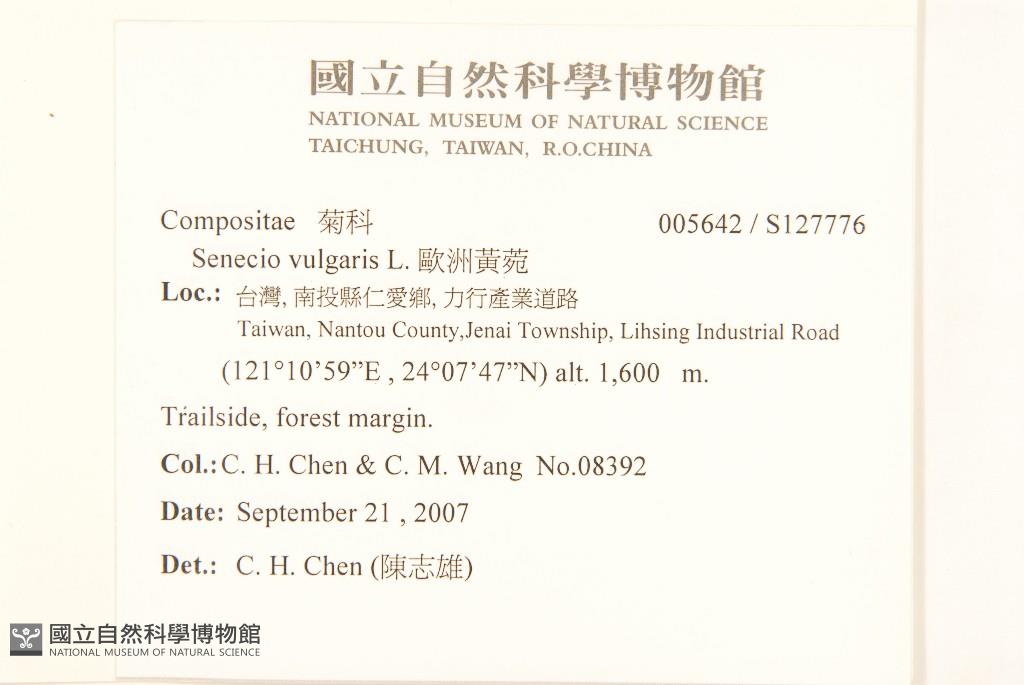 國立自然科學博物館
NATIONAL MUSEUM OF NATURAL SCIENCE
TAICHUNG, TAIWAN, R.O.CHINA
Compositae 菊科 005642 / S127776
Senecio vulgaris L. 歐洲黃菀
Loc.: 台灣, 南投縣仁愛鄉, 力行產業道路
Taiwan, Nantou County,Jenai Township, Lihsing Industrial Road
(121°10’59”E , 24°07’47”N) alt. 1,600 m.
Trailside, forest margin.
Col.: C. H. Chen & C. M. Wang No.08392
Date: September 21 , 2007
Det.: C. H. Chen (陳志雄)
國立自然科學博物館
NATIONAL MUSEUM OF NATURAL SCIENCE